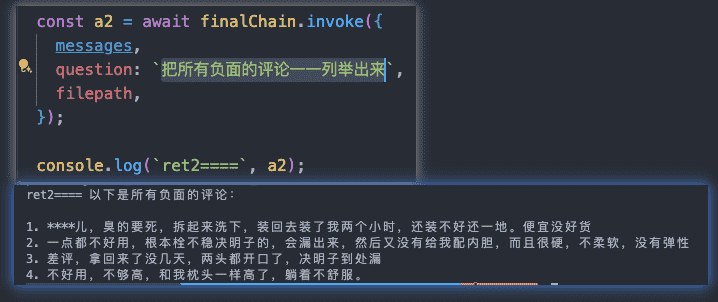 const a2 = await finalChain.invoke({
messages,
question: `把所有负面的评论一一列举出来`,
filepath,
});
console.log(`ret2====`, a2);
ret2==== 以下是所有负面的评论：
1. ****儿，臭的要死，拆起来洗下，装回去装了我两个小时，还装不好还一地。便宜没好货
2. 一点都不好用，根本栓不稳决明子的，会漏出来，然后又没有给我配内胆，而且很硬，不柔软，没有弹性
3. 差评，拿回来了没几天，两头都开口了，决明子到处漏
4. 不好用，不够高，和我枕头一样高了，躺着不舒服。